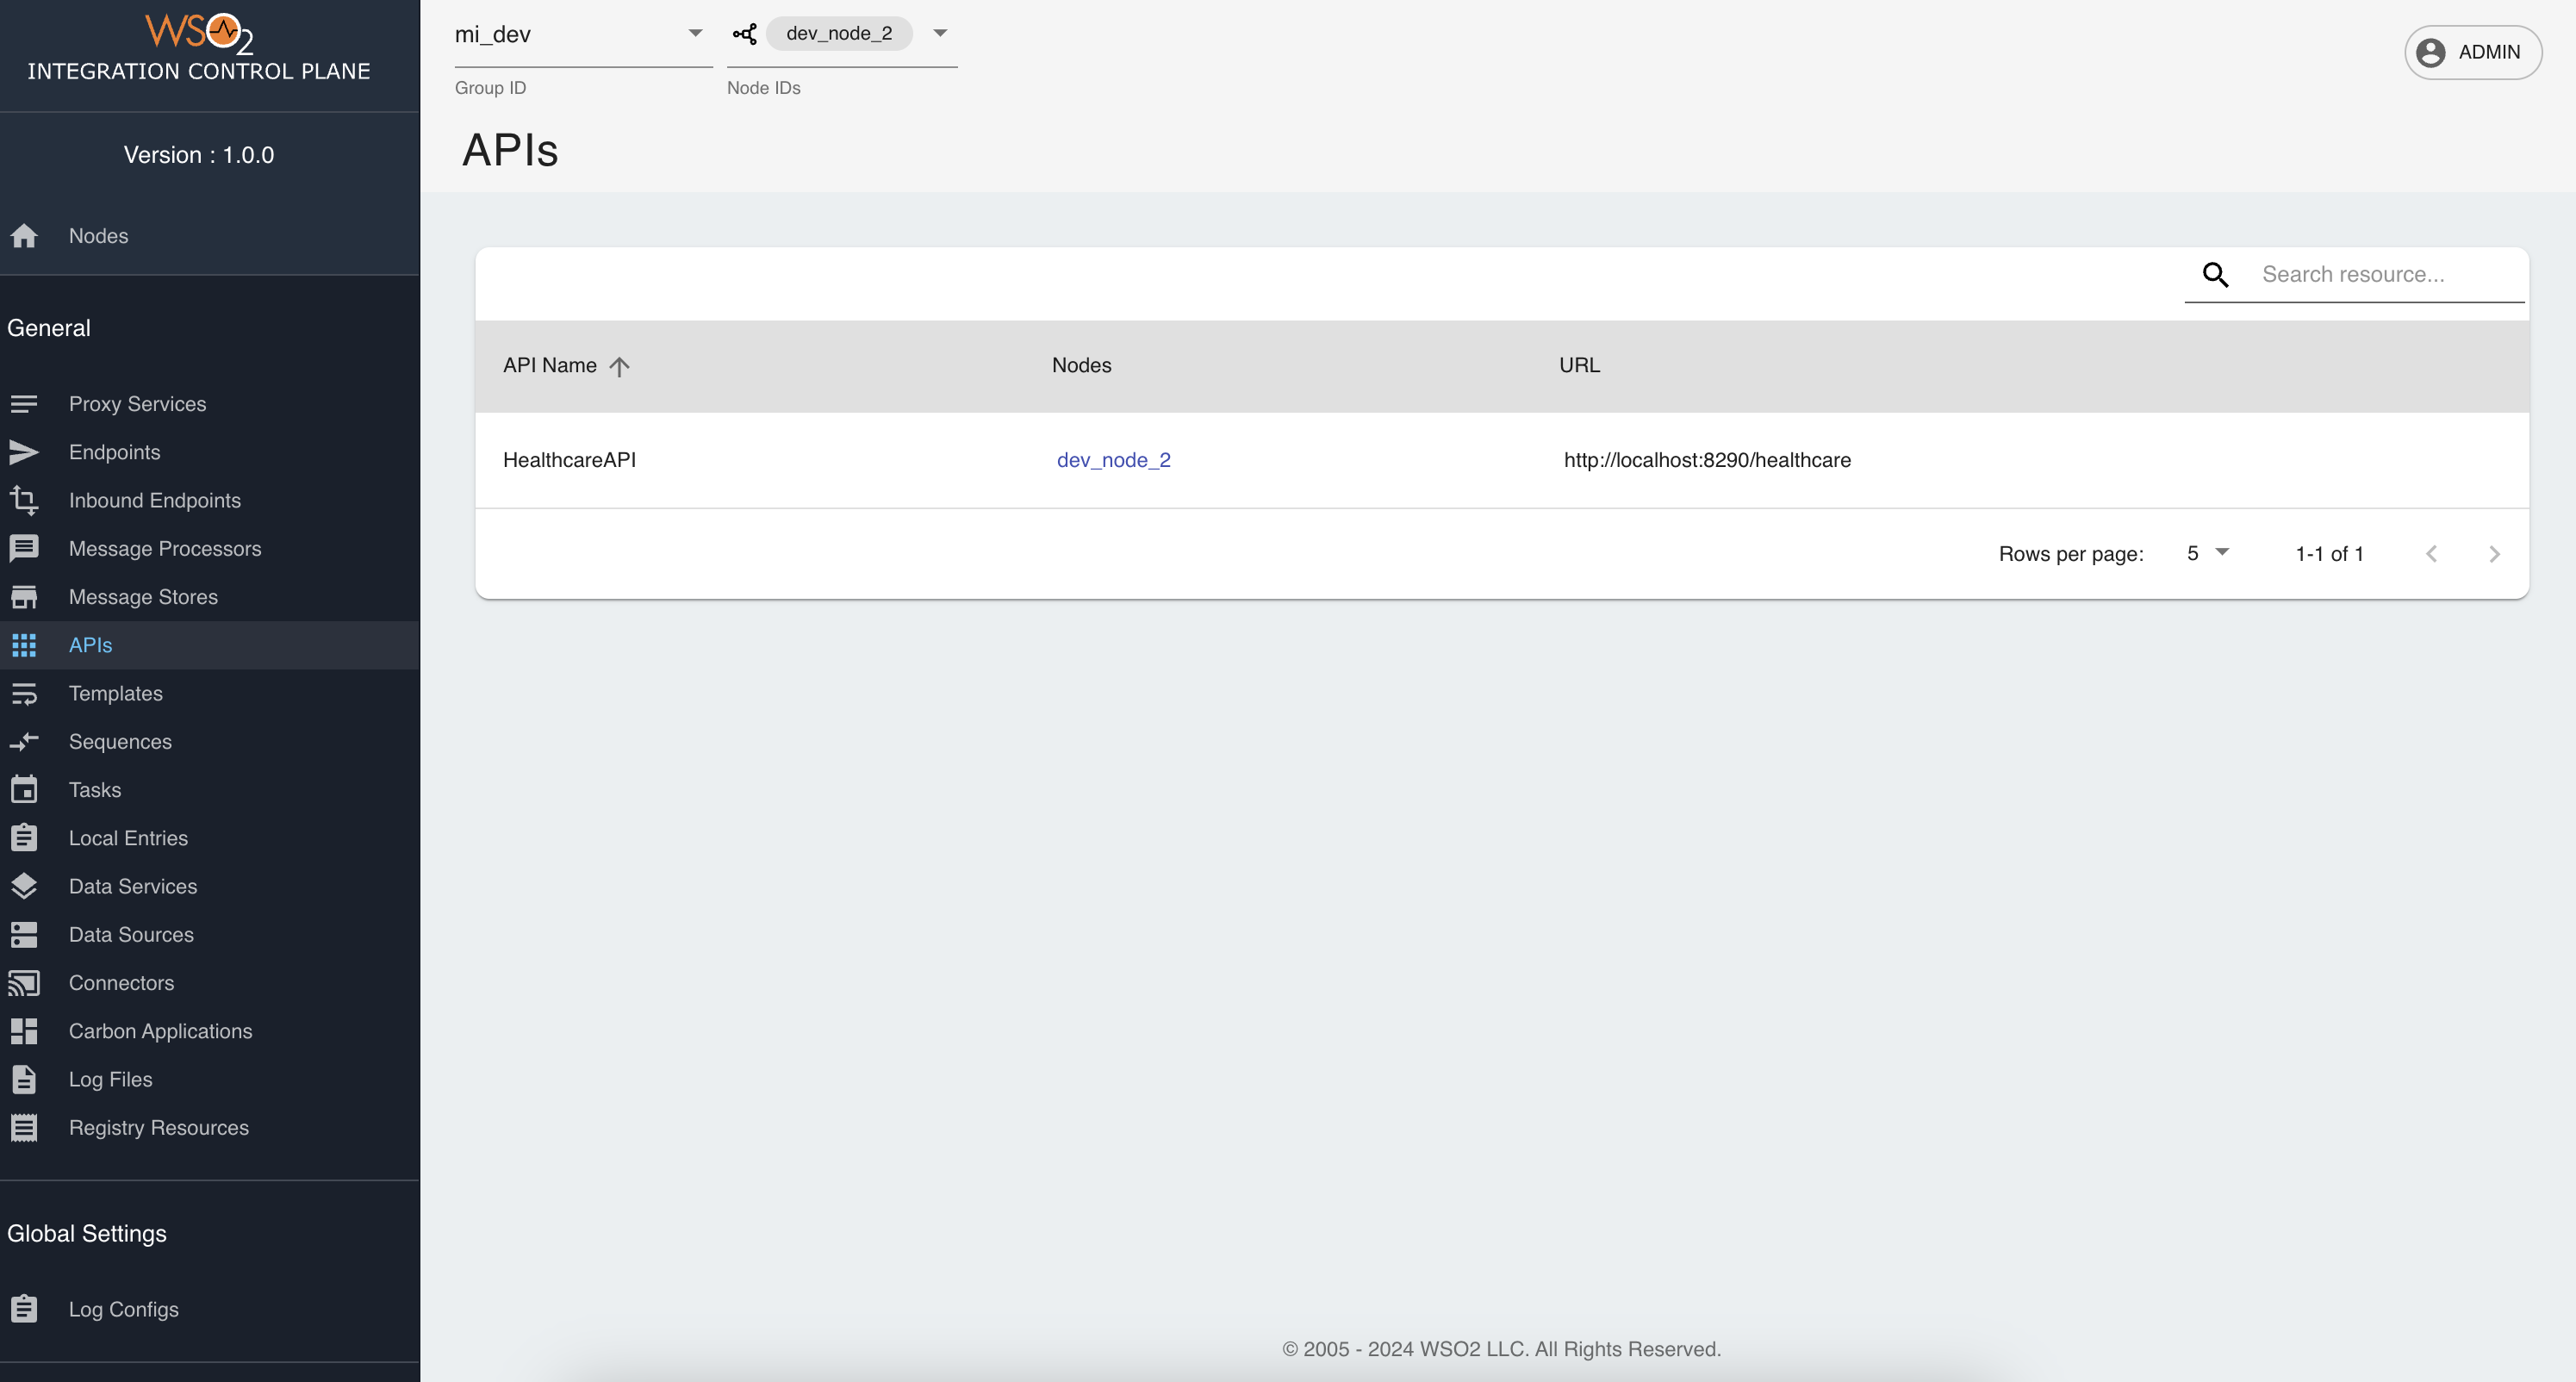 WSO2
INTEGRATION CONTROL PLANE
Version : 1.0.0
Nodes
General
Proxy Services
Endpoints
Inbound Endpoints
Message Processors
Message Stores
APIs
Templates
Sequences
Tasks
Local Entries
Data Services
Data Sources
Connectors
Carbon Applications
Log Files
Registry Resources
Global Settings
Log Configs
mi_dev
Group ID
dev_node_2
Node IDs
ADMIN
APIs
Search resource...
API Name Nodes URL
HealthcareAPI dev_node_2 http://localhost:8290/healthcare
Rows per page: 5 1-1 of 1
© 2005 - 2024 WSO2 LLC. All Rights Reserved.